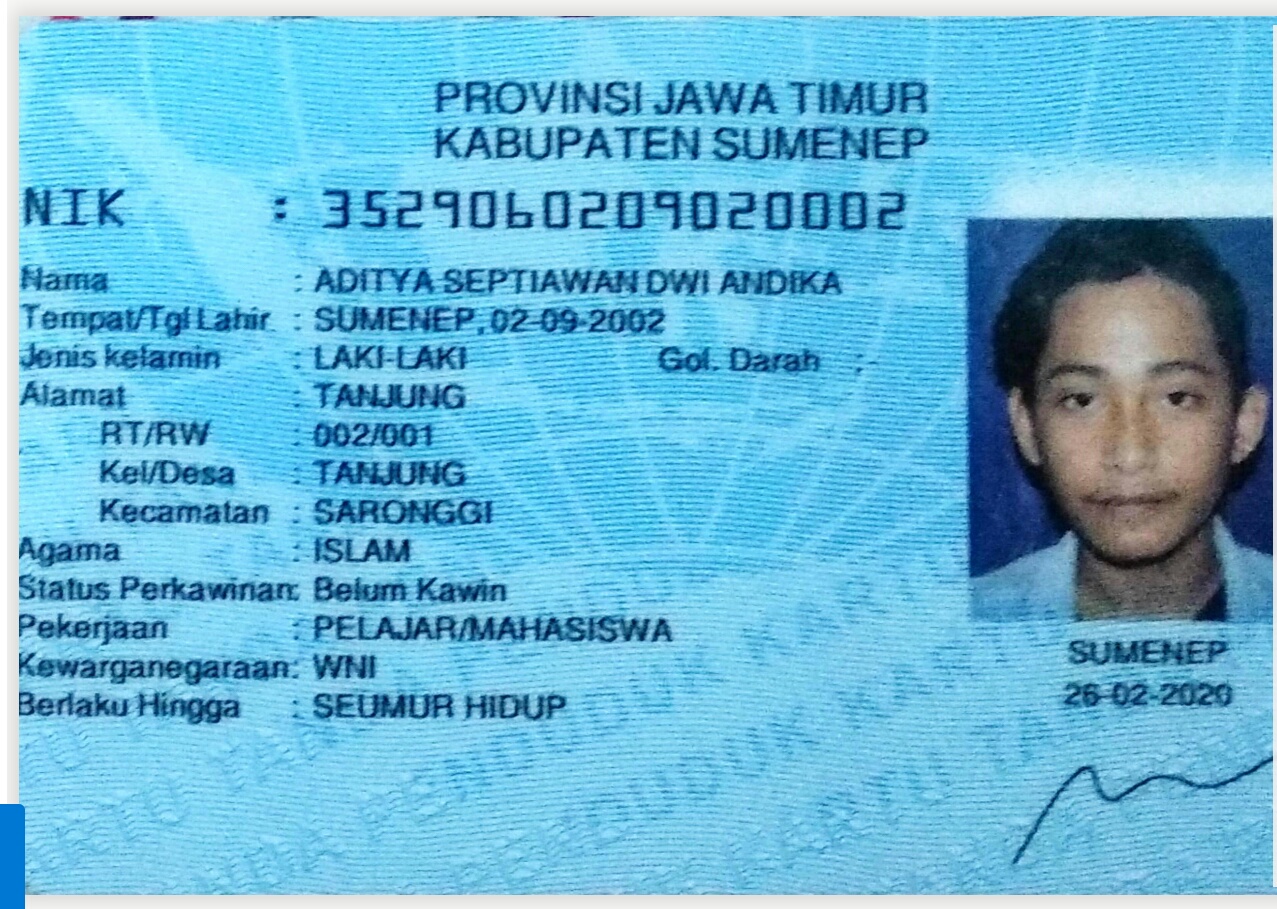 PROVINSI JAWA TIMUR
KABUPATEN SUMENEP
NIK : 3529060209020002
Nama : ADITYA SEPTIAWAN DWI ANDIKA
Tempat/Tgl Lahir : SUMENEP, 02-09-2002
Jenis kelamin : LAKI-LAKI Gol. Darah : -
Alamat : TANJUNG
RT/RW : 002/001
Kel/Desa : TANJUNG
Kecamatan : SARONGGI
Agama : ISLAM
Status Perkawinan: Belum Kawin
Pekerjaan : PELAJAR/MAHASISWA
Kewarganegaraan: WNI
Berlaku Hingga : SEUMUR HIDUP
SUMENEP
26-02-2020